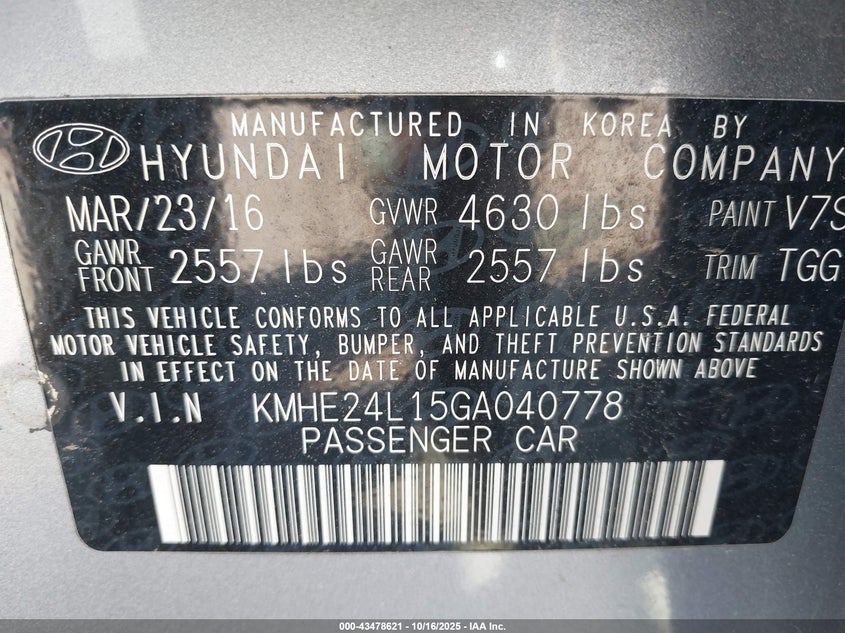 MANUFACTURED IN KOREA BY
HYUNDAI MOTOR COMPANY
MAR/23/16 GVWR 4630 lbs PAINT V7S
GAWR FRONT 2557 lbs GAWR REAR 2557 lbs TRIM TGG
THIS VEHICLE CONFORMS TO ALL APPLICABLE U.S.A. FEDERAL
MOTOR VEHICLE SAFETY, BUMPER, AND THEFT PREVENTION STANDARDS
IN EFFECT ON THE DATE OF MANUFACTURE SHOWN ABOVE
V.I.N KMHE24L15GA040778
PASSENGER CAR
000-43478621 - 10/16/2025 - IAA Inc.